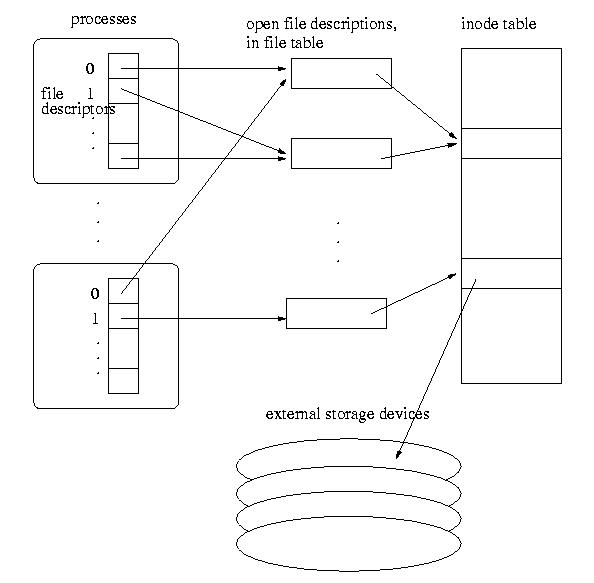 processes
open file descriptions,
in file table
inode table
0
file
1
descriptors
0
1
external storage devices